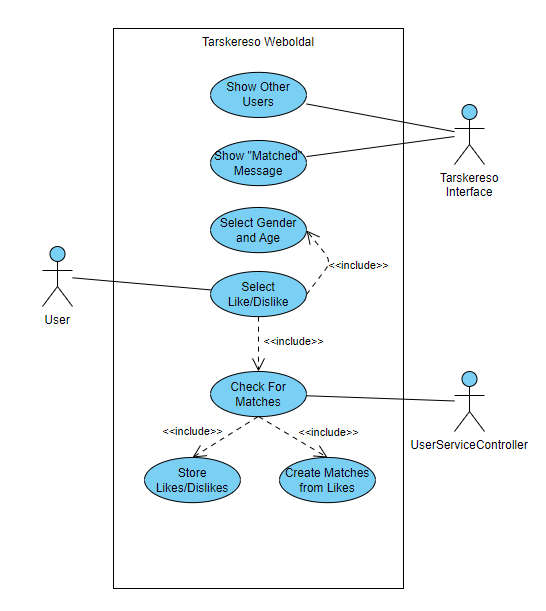 Tarskereso Weboldal
Show Other
Users
Show "Matched"
Message
Tarskereso
Interface
Select Gender
and Age
<<include>>
User
Select
Like/Dislike
<<include>>
Check For
Matches
UserServiceController
<<include>>
<<include>>
Store
Likes/Dislikes
Create Matches
from Likes